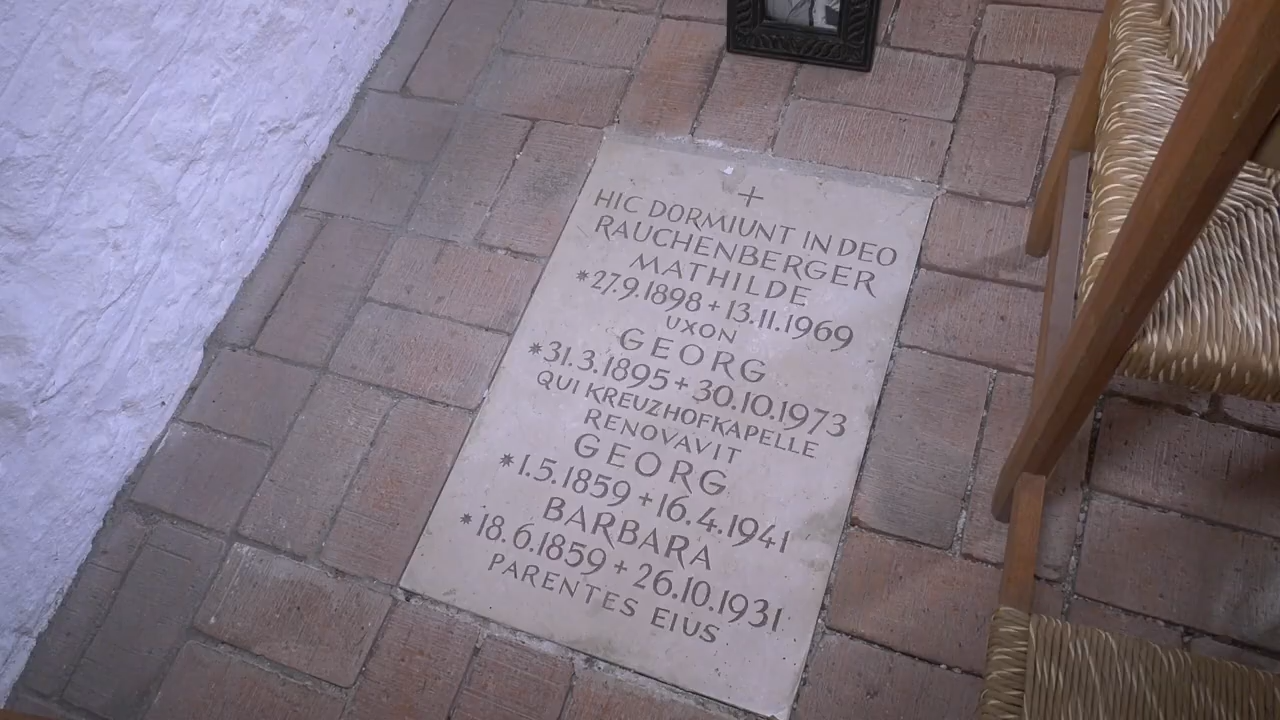 +
HIC DORMIUNT IN DEO
RAUCHENBERGER
MATHILDE
*27.9.1898 + 13.11.1969
UXON
GEORG
*31.3.1895 + 30.10.1973
QUI KREUZHOFKAPELLE
RENOVAVIT
GEORG
*1.5.1859 + 16.4.1941
BARBARA
*18.6.1859 + 26.10.1931
PARENTES EIUS